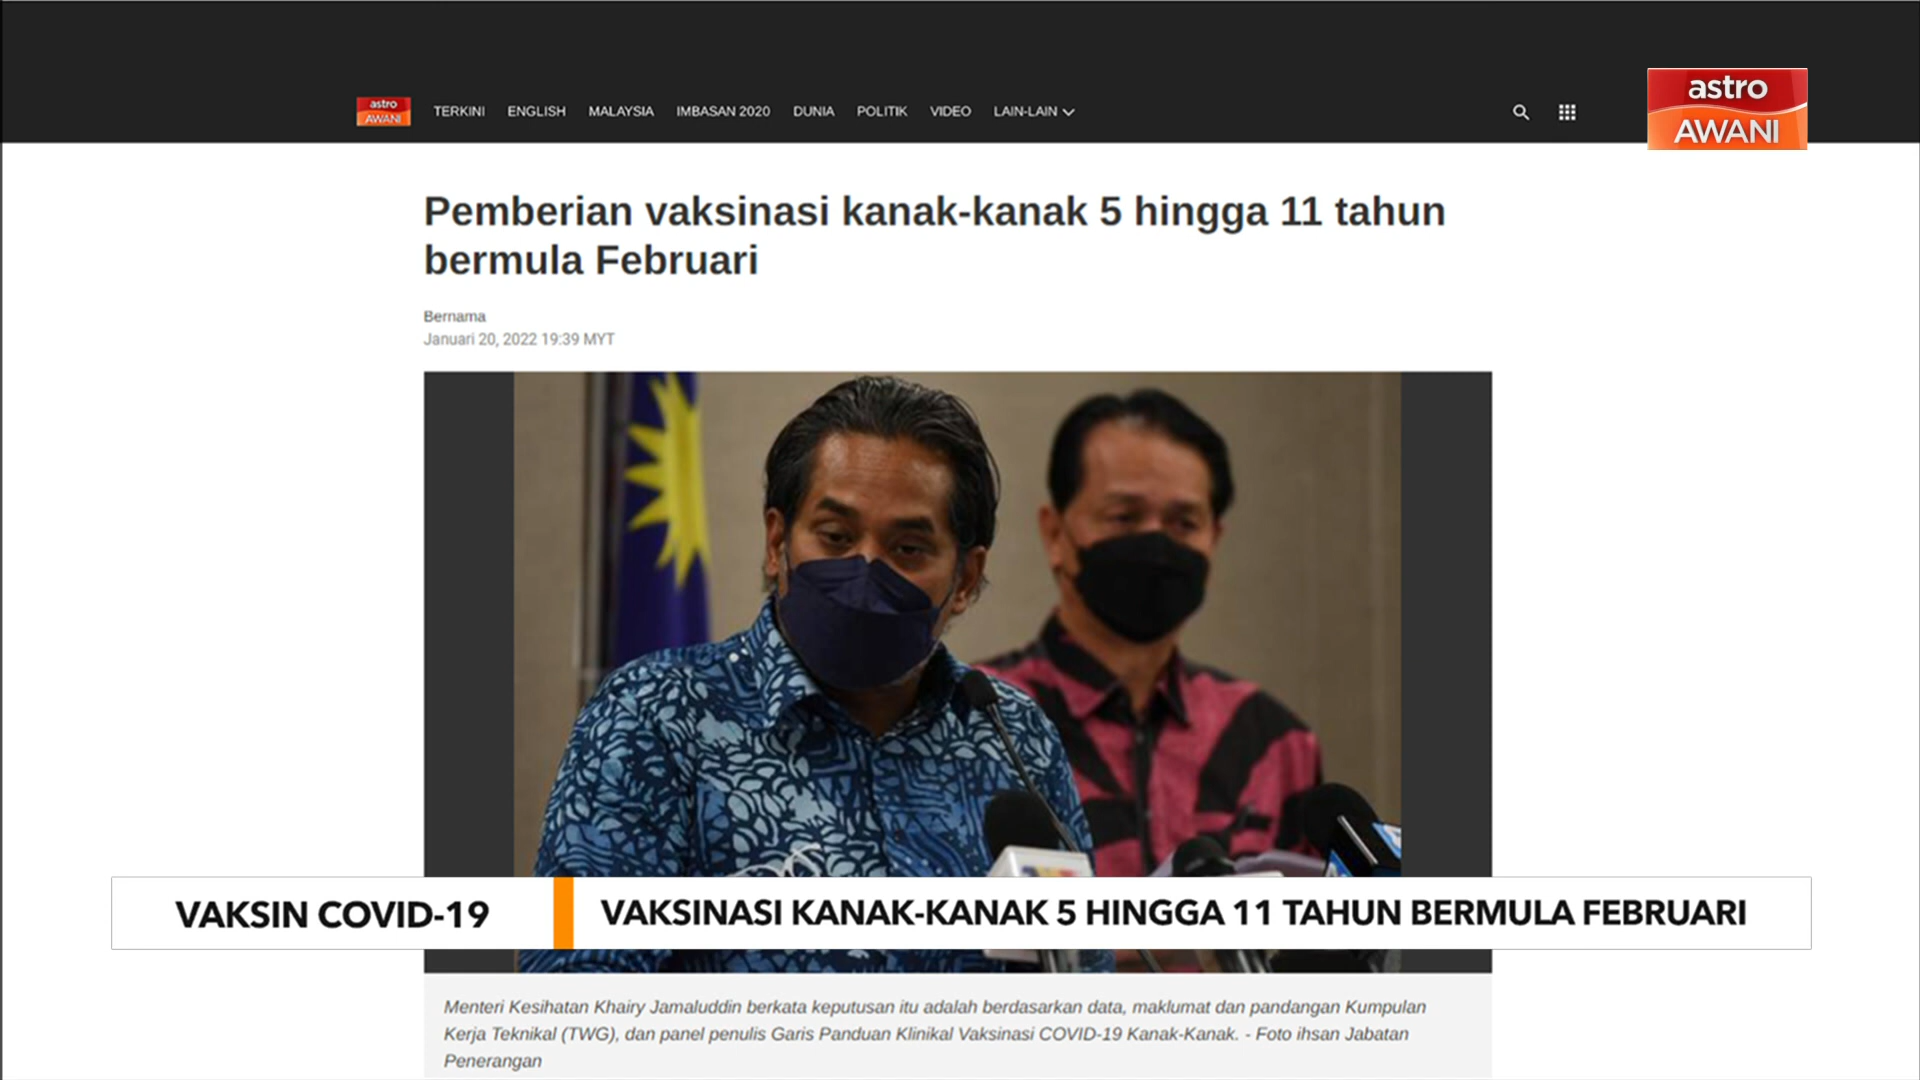 astro
AWANI
TERKINI ENGLISH MALAYSIA IMBASAN 2020 DUNIA POLITIK VIDEO LAIN-LAIN
astro
AWANI
Pemberian vaksinasi kanak-kanak 5 hingga 11 tahun
bermula Februari
Bernama
Januari 20, 2022 19:39 MYT
VAKSIN COVID-19
VAKSINASI KANAK-KANAK 5 HINGGA 11 TAHUN BERMULA FEBRUARI
Menteri Kesihatan Khairy Jamaluddin berkata keputusan itu adalah berdasarkan data, maklumat dan pandangan Kumpulan
Kerja Teknikal (TWG), dan panel penulis Garis Panduan Klinikal Vaksinasi COVID-19 Kanak-Kanak. - Foto ihsan Jabatan
Penerangan